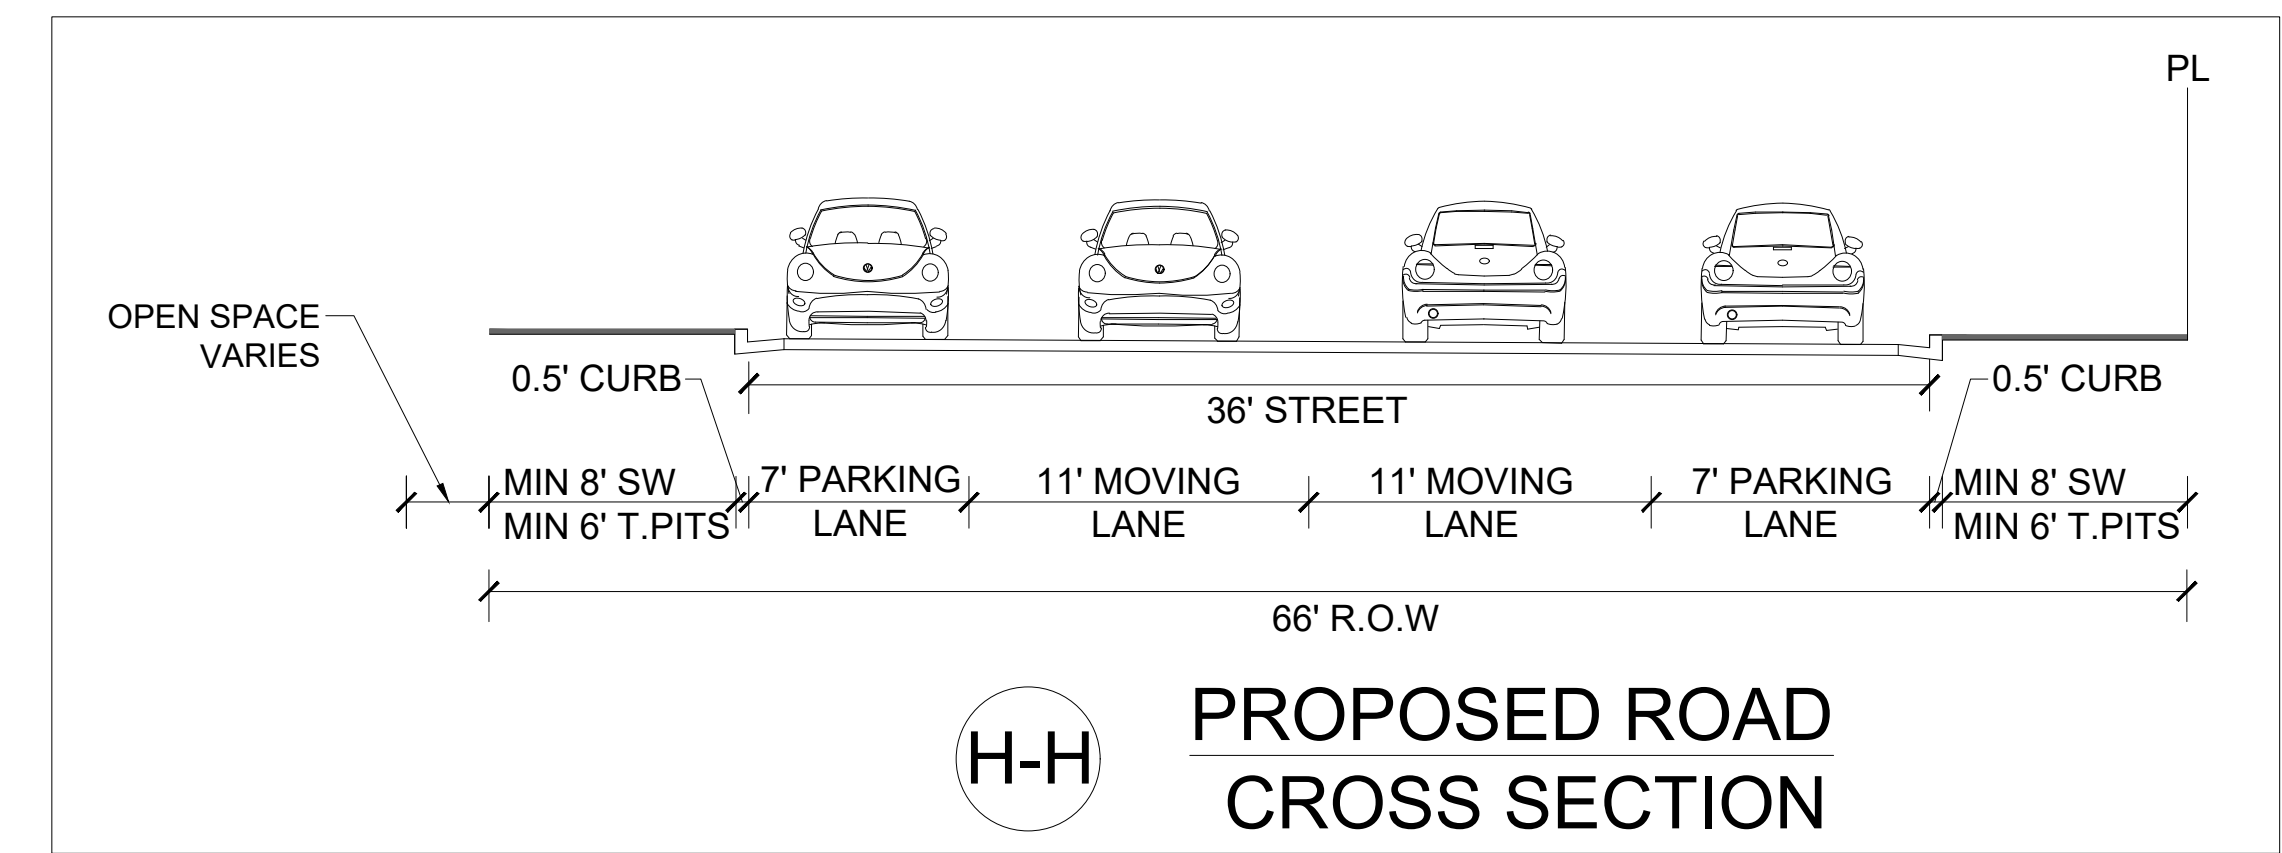 PL
OPEN SPACE
VARIES
0.5' CURB
0.5' CURB
36' STREET
MIN 8' SW
MIN 6' T.PITS
7' PARKING
LANE
11' MOVING
LANE
11' MOVING
LANE
7' PARKING
LANE
MIN 8' SW
MIN 6' T.PITS
66' R.O.W
H-H
PROPOSED ROAD
CROSS SECTION